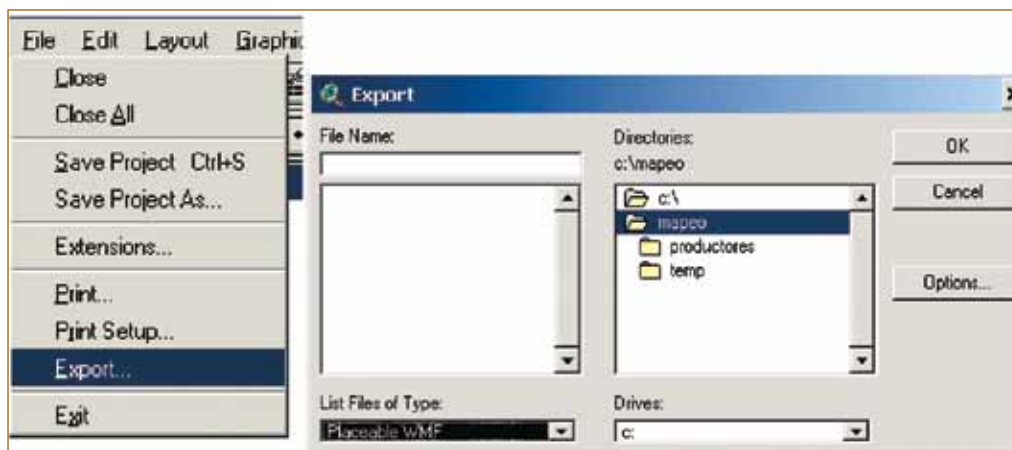 File Edit Layout Graphic
Close
Close All
Save Project Ctrl+S
Save Project As...
Extensions...
Print...
Print Setup...
Export...
Exit
Export
File Name:
List Files of Type:
Placeable WMF
Directories:
c:\mapeo
c:\
mapeo
productores
temp
Drives:
c:
OK
Cancel
Options...